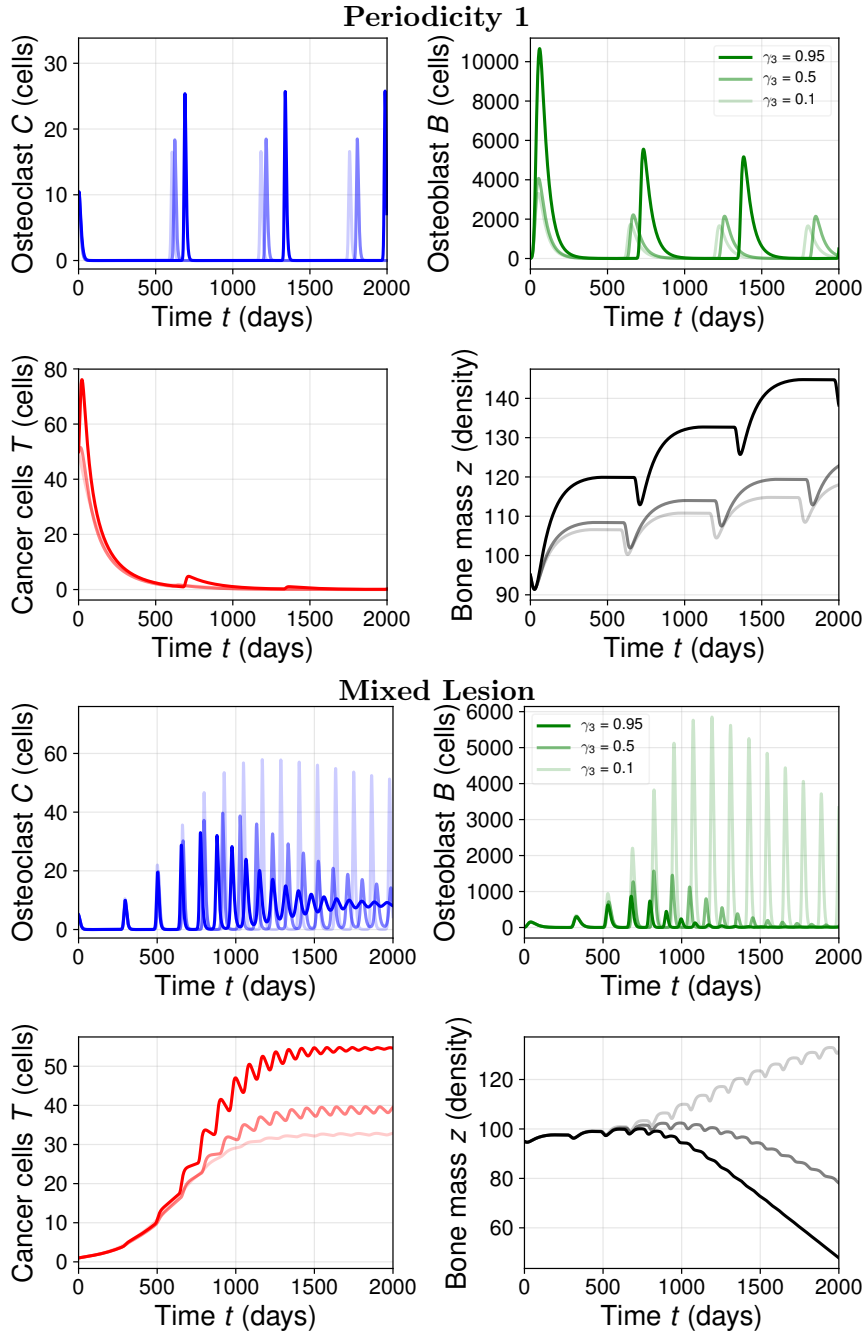 Periodicity 1
Osteoclast C (cells)
30
20
10
0
0 500 1000 1500 2000
Time t (days)
Osteoblast B (cells)
10000
8000
6000
4000
2000
0
γ₃ = 0.95
γ₃ = 0.5
γ₃ = 0.1
0 500 1000 1500 2000
Time t (days)
Cancer cells T (cells)
80
60
40
20
0
0 500 1000 1500 2000
Time t (days)
Bone mass z (density)
140
130
120
110
100
90
0 500 1000 1500 2000
Time t (days)
Mixed Lesion
Osteoclast C (cells)
60
40
20
0
0 500 1000 1500 2000
Time t (days)
Osteoblast B (cells)
6000
5000
4000
3000
2000
1000
0
γ₃ = 0.95
γ₃ = 0.5
γ₃ = 0.1
0 500 1000 1500 2000
Time t (days)
Cancer cells T (cells)
50
40
30
20
10
0
0 500 1000 1500 2000
Time t (days)
Bone mass z (density)
120
100
80
60
0 500 1000 1500 2000
Time t (days)